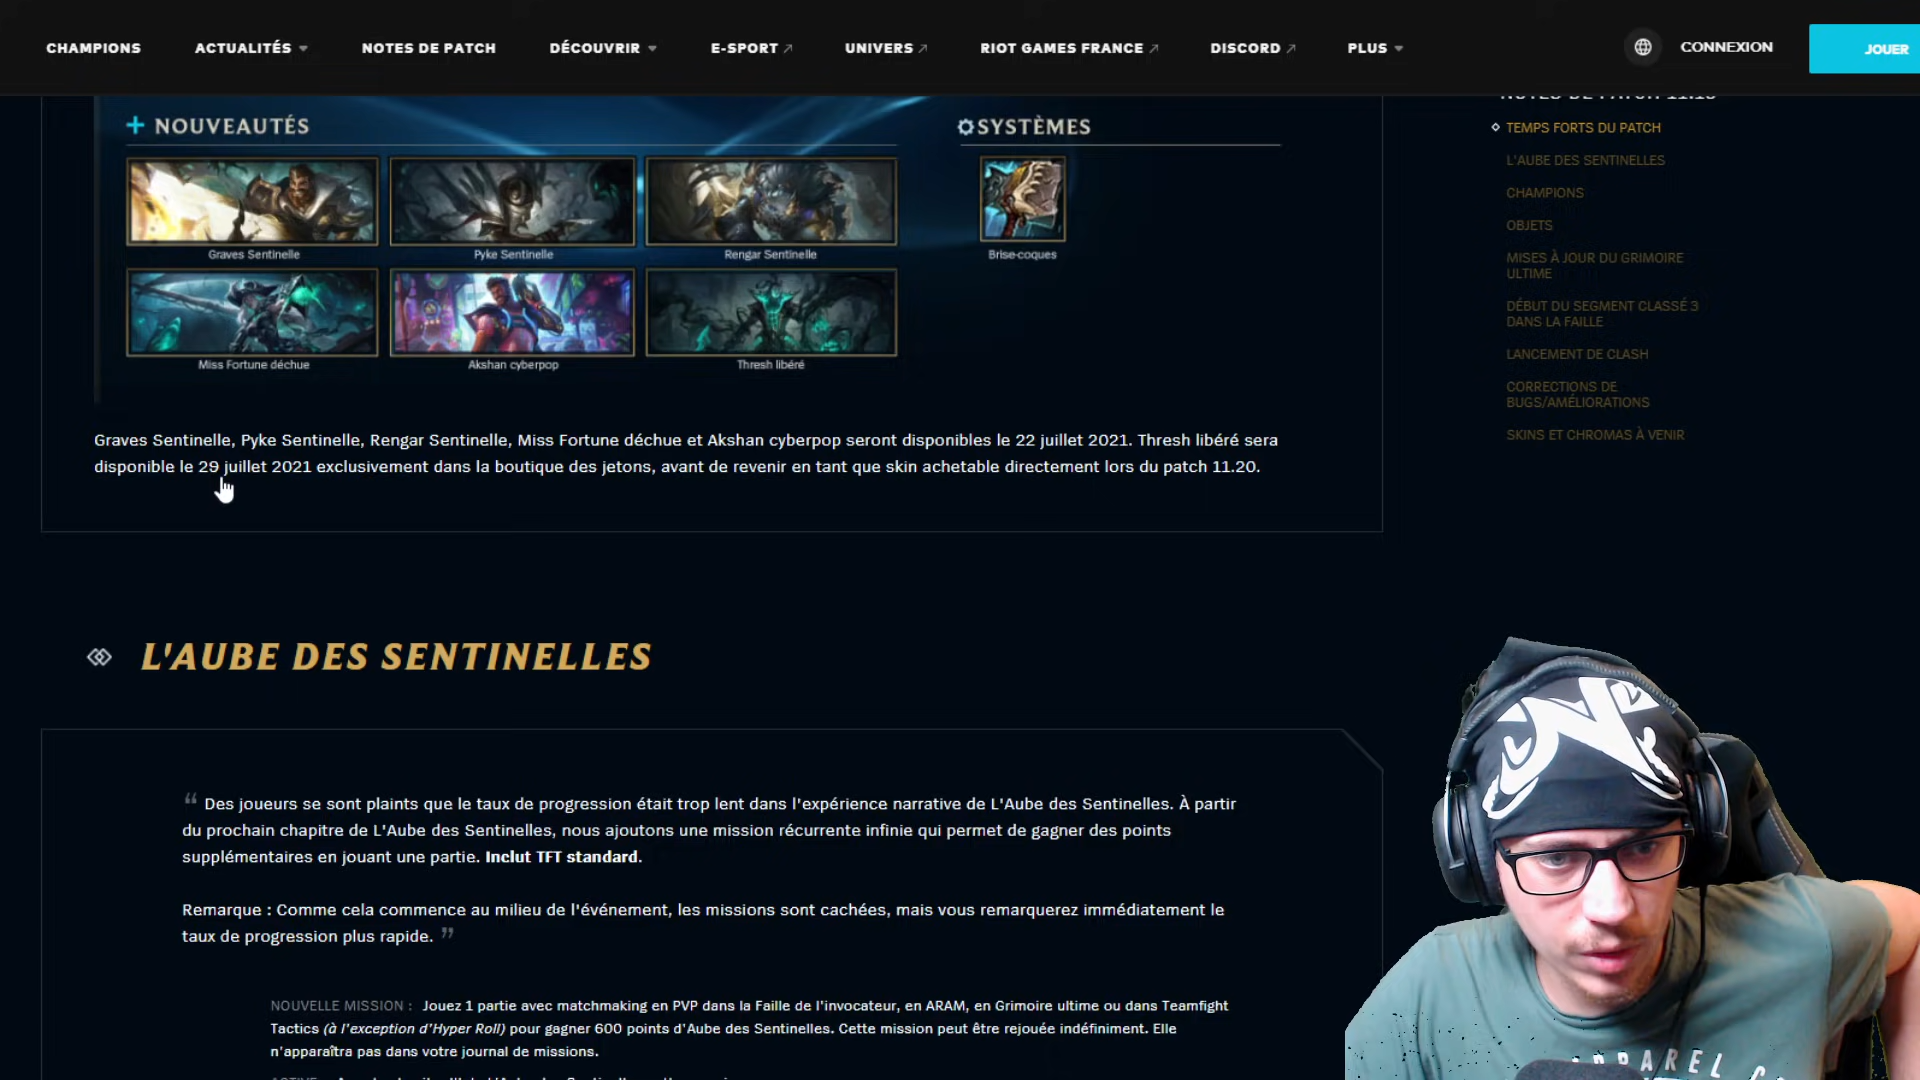 CHAMPIONS
ACTUALITÉS
NOTES DE PATCH
DÉCOUVRIR
E-SPORT
UNIVERS
RIOT GAMES FRANCE
DISCORD
PLUS
CONNEXION
JOUER
NOUVEAUTÉS
SYSTÈMES
Graves Sentinelle
Pyke Sentinelle
Rengar Sentinelle
Brise-coques
Miss Fortune déchue
Akshan cyberpop
Thresh libéré
Graves Sentinelle, Pyke Sentinelle, Rengar Sentinelle, Miss Fortune déchue et Akshan cyberpop seront disponibles le 22 juillet 2021. Thresh libéré sera
disponible le 29 juillet 2021 exclusivement dans la boutique des jetons, avant de revenir en tant que skin achetable directement lors du patch 11.20.
L'AUBE DES SENTINELLES
“ Des joueurs se sont plaints que le taux de progression était trop lent dans l'expérience narrative de L'Aube des Sentinelles. À partir
du prochain chapitre de L'Aube des Sentinelles, nous ajoutons une mission récurrente infinie qui permet de gagner des points
supplémentaires en jouant une partie. Inclut TFT standard.
Remarque : Comme cela commence au milieu de l'événement, les missions sont cachées, mais vous remarquerez immédiatement le
taux de progression plus rapide. ”
NOUVELLE MISSION : Jouez 1 partie avec matchmaking en PVP dans la Faille de l'invocateur, en ARAM, en Grimoire ultime ou dans Teamfight
Tactics (à l'exception d'Hyper Roll) pour gagner 600 points d'Aube des Sentinelles. Cette mission peut être rejouée indéfiniment. Elle
n'apparaîtra pas dans votre journal de missions.
TEMPS FORTS DU PATCH
L'AUBE DES SENTINELLES
CHAMPIONS
OBJETS
MISES À JOUR DU GRIMOIRE
ULTIME
DÉBUT DU SEGMENT CLASSÉ 3
DANS LA FAILLE
LANCEMENT DE CLASH
CORRECTIONS DE
BUGS/AMÉLIORATIONS
SKINS ET CHROMAS À VENIR
APPAREL